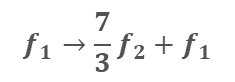 f₁ → 7/3 f₂ + f₁